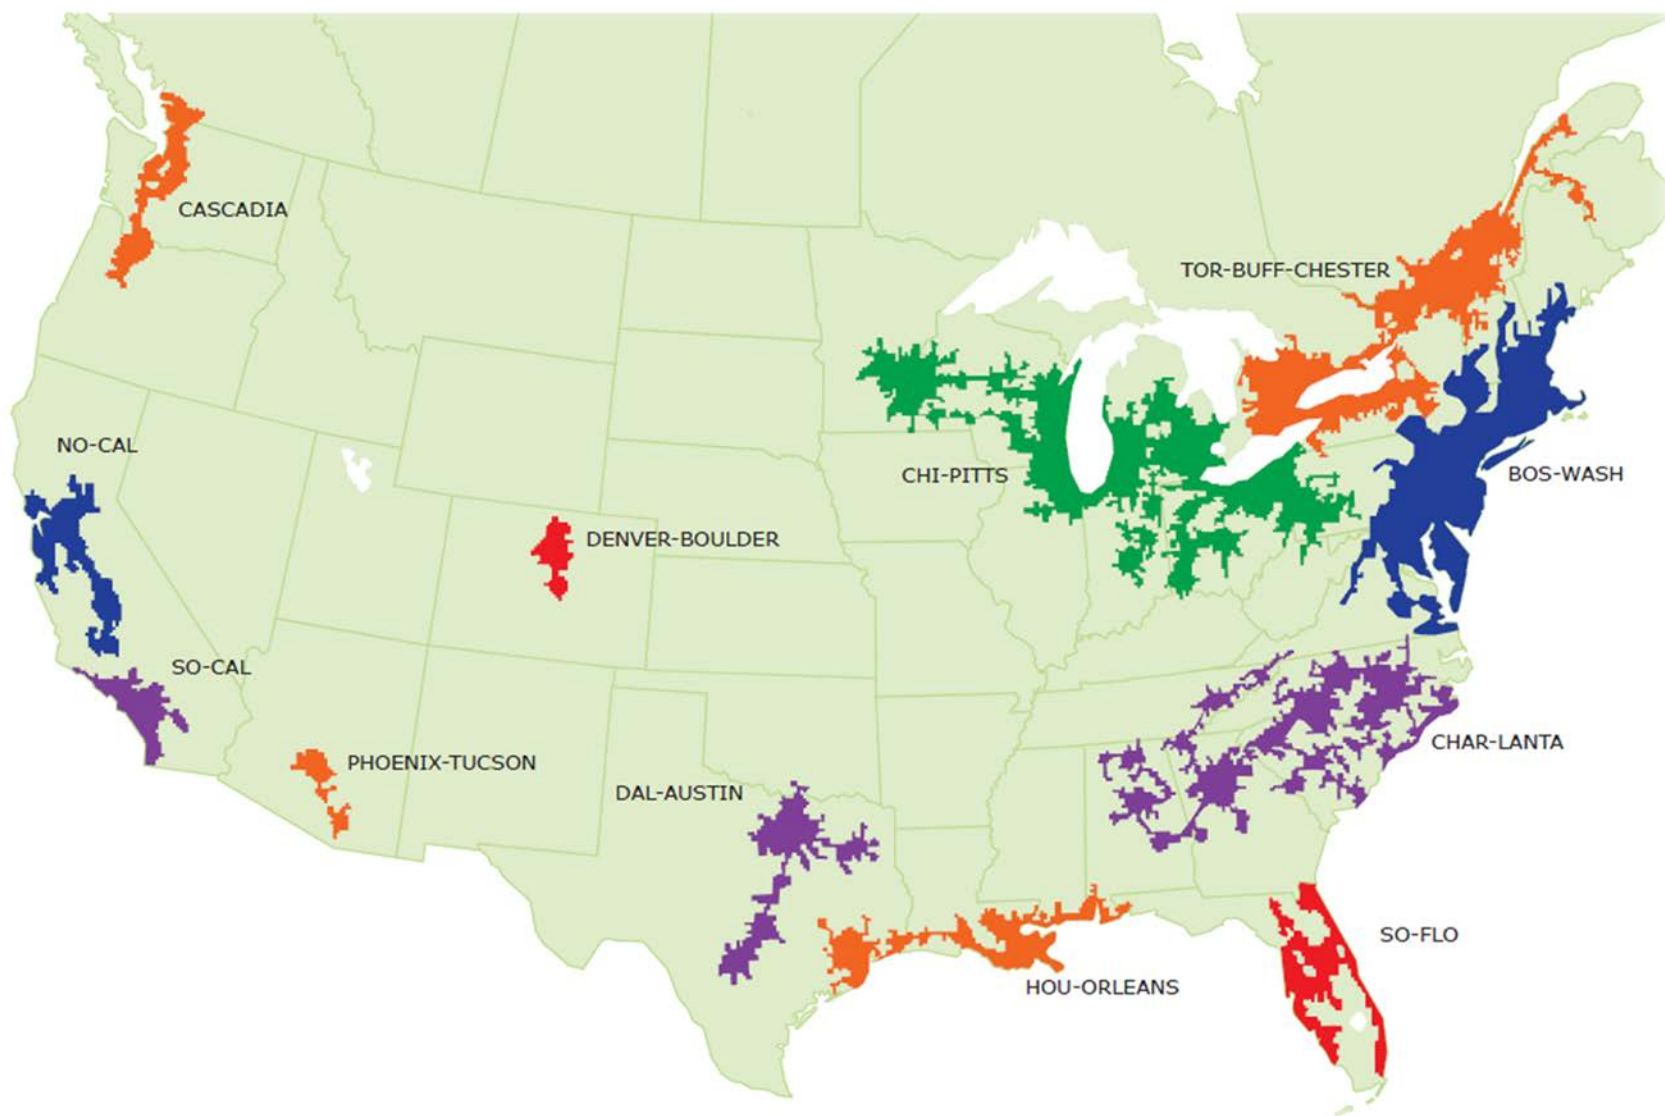 CASCADIA
TOR-BUFF-CHESTER
NO-CAL
CHI-PITTS
BOS-WASH
DENVER-BOULDER
SO-CAL
CHAR-LANTA
PHOENIX-TUCSON
DAL-AUSTIN
SO-FLO
HOU-ORLEANS